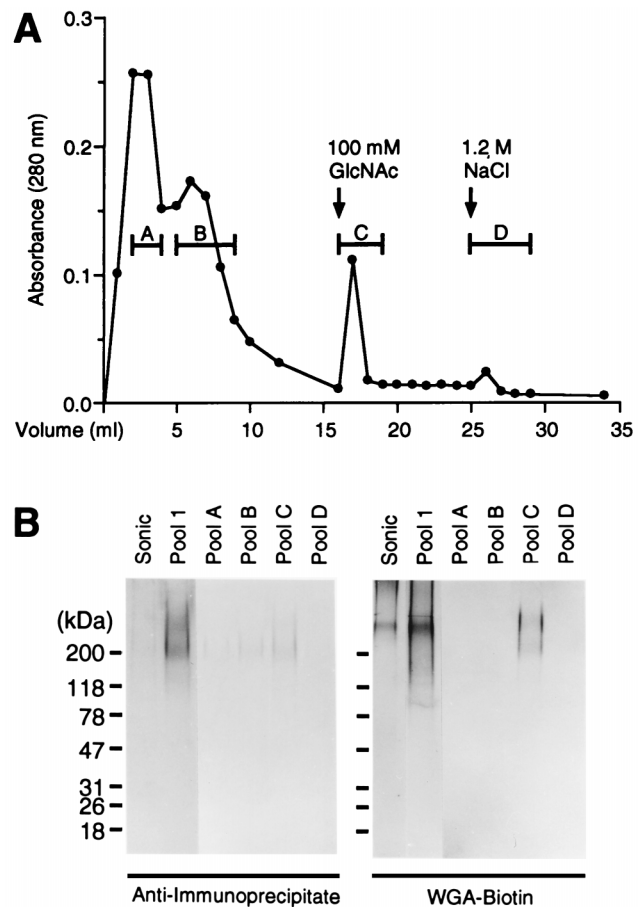 A
0.3
0.2
0.1
0.0
Absorbance (280 nm)
100 mM
GlcNAc
1.2 M
NaCl
A
B
C
D
Volume (ml)
5
10
15
20
25
30
35
B
Sonic
Pool 1
Pool A
Pool B
Pool C
Pool D
Sonic
Pool 1
Pool A
Pool B
Pool C
Pool D
(kDa)
200
118
78
47
31
26
18
Anti-Immunoprecipitate
WGA-Biotin